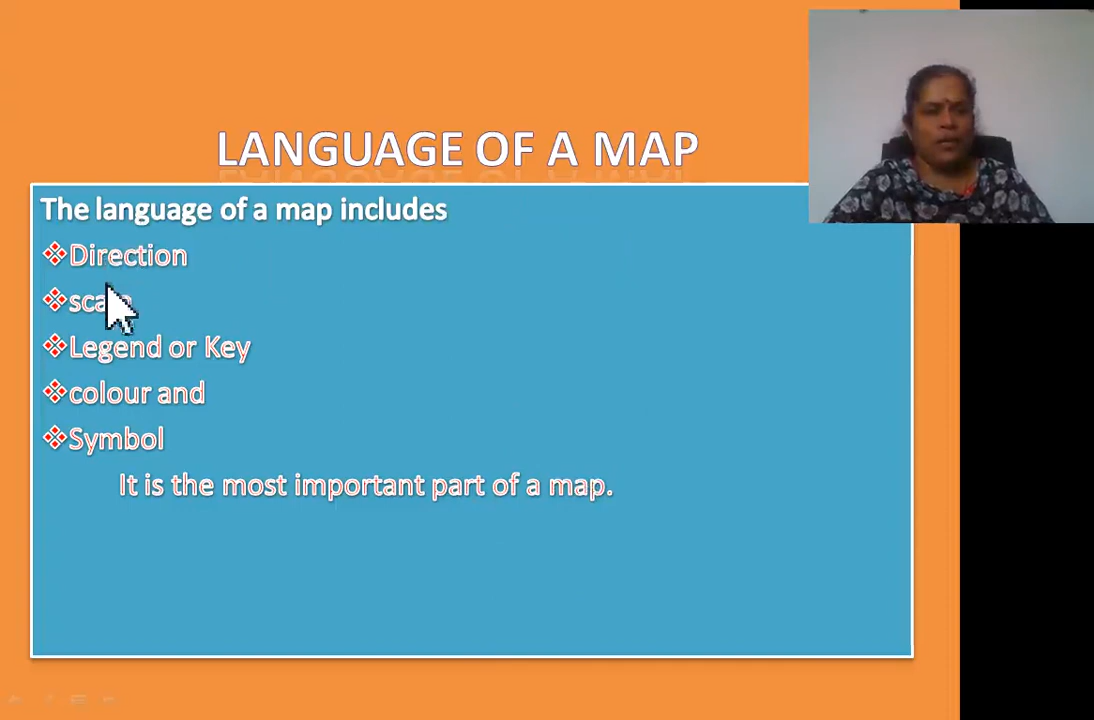 LANGUAGE OF A MAP
The language of a map includes
Direction
scale
Legend or Key
colour and
Symbol
It is the most important part of a map.